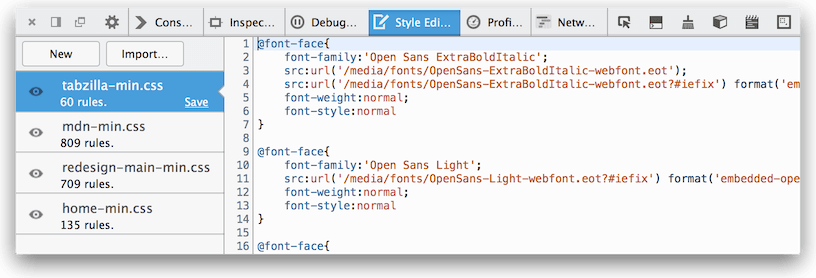 Cons... Inspec... Debug... Style Edi... Profi... Netw...
New Import...
tabzilla-min.css
60 rules. Save
mdn-min.css
809 rules.
redesign-main-min.css
709 rules.
home-min.css
135 rules.
1 @font-face{
2 font-family:'Open Sans ExtraBoldItalic';
3 src:url('/media/fonts/OpenSans-ExtraBoldItalic-webfont.eot');
4 src:url('/media/fonts/OpenSans-ExtraBoldItalic-webfont.eot?#iefix') format('em
5 font-weight:normal;
6 font-style:normal
7 }
8
9 @font-face{
10 font-family:'Open Sans Light';
11 src:url('/media/fonts/OpenSans-Light-webfont.eot?#iefix') format('embedded-ope
12 font-weight:normal;
13 font-style:normal
14 }
15
16 @font-face{